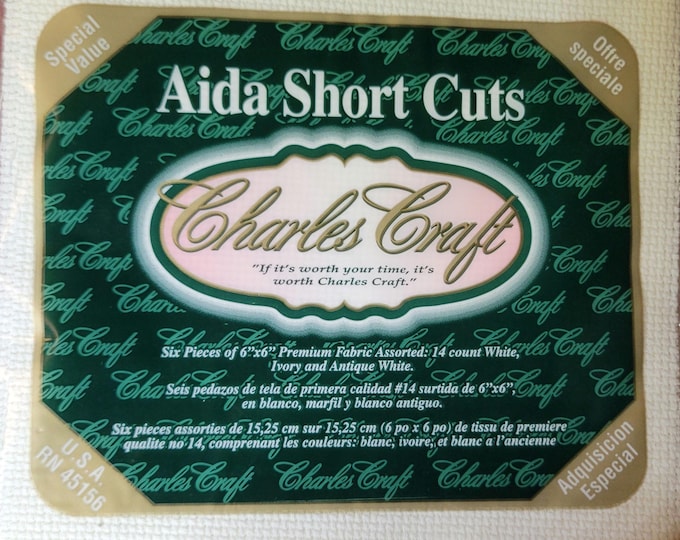 Special
Value
Offre
speciale
Aida Short Cuts
Charles Craft
"If it's worth your time, it's
worth Charles Craft."
Six Pieces of 6"x6" Premium Fabric Assorted: 14 count White,
Ivory and Antique White.
Seis pedazos de tela de primera calidad #14 surtida de 6"x6",
en blanco, marfil y blanco antiguo.
Six pieces assorties de 15,25 cm sur 15,25 cm (6 po x 6 po) de tissu de premiere
qualite no 14, comprenant les couleurs: blanc, ivoire, et blanc a l'ancienne
U.S.A.
RN 45156
Adquisicion
Especial